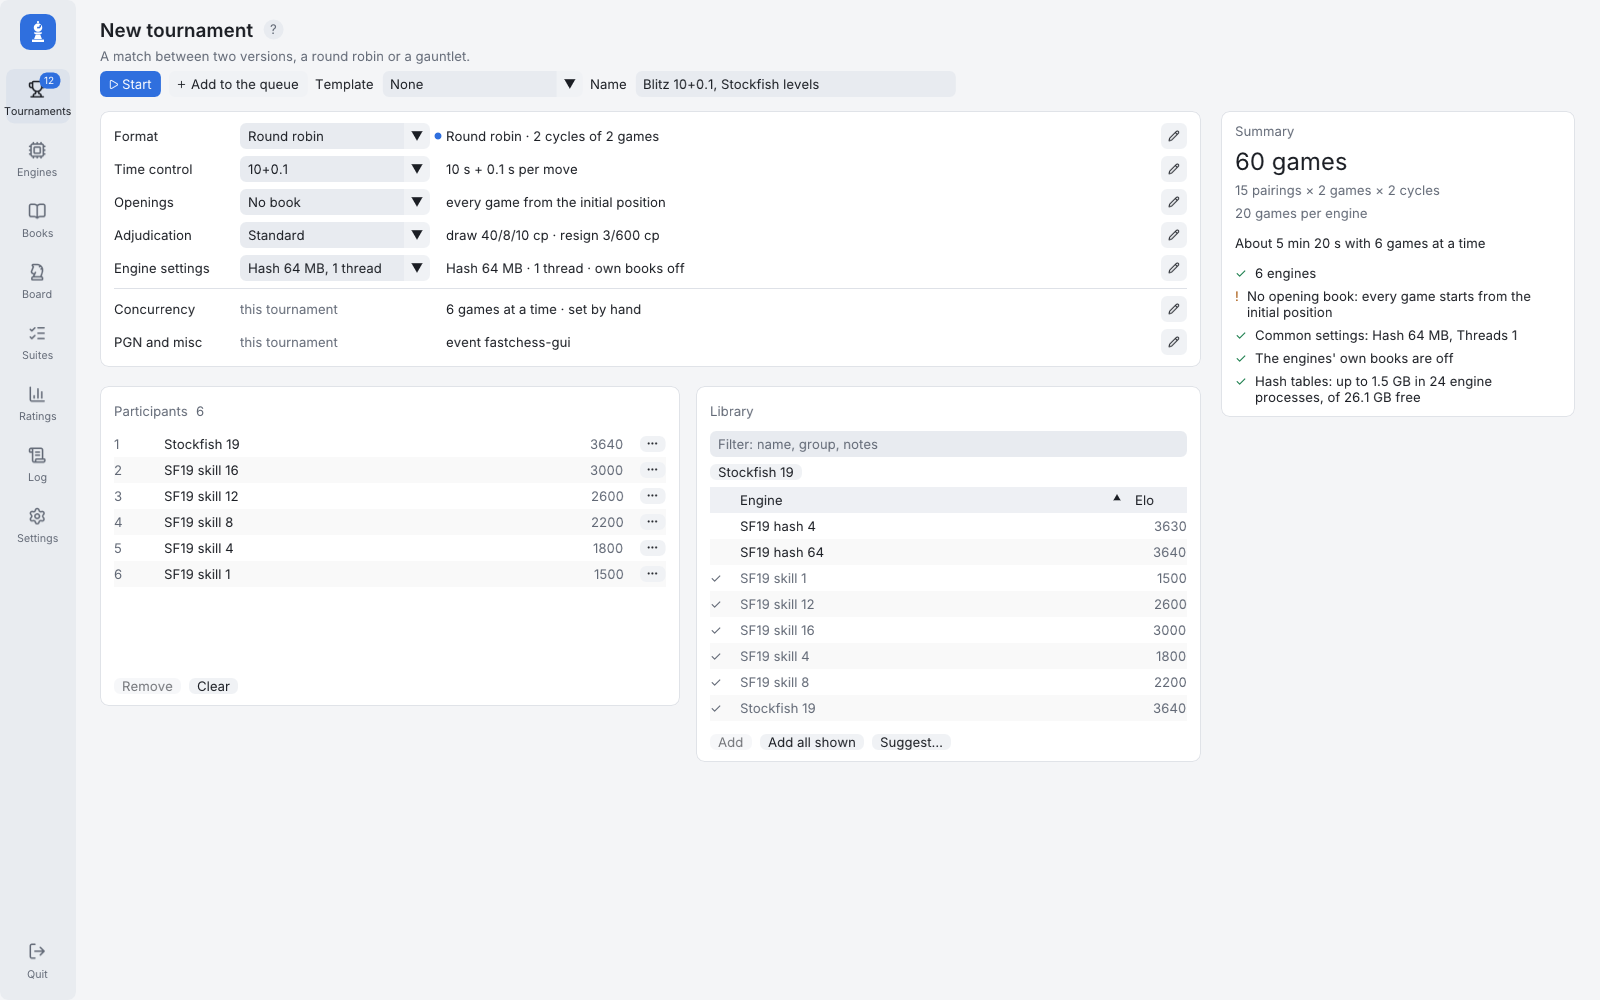 New tournament ?
A match between two versions, a round robin or a gauntlet.
Start + Add to the queue Template None Name Blitz 10+0.1, Stockfish levels
12
Tournaments
Engines
Books
Board
Suites
Ratings
Log
Settings
Quit
Format Round robin Round robin · 2 cycles of 2 games
Time control 10+0.1 10 s + 0.1 s per move
Openings No book every game from the initial position
Adjudication Standard draw 40/8/10 cp · resign 3/600 cp
Engine settings Hash 64 MB, 1 thread Hash 64 MB · 1 thread · own books off
Concurrency this tournament 6 games at a time · set by hand
PGN and misc this tournament event fastchess-gui
Participants 6
1 Stockfish 19 3640 ···
2 SF19 skill 16 3000 ···
3 SF19 skill 12 2600 ···
4 SF19 skill 8 2200 ···
5 SF19 skill 4 1800 ···
6 SF19 skill 1 1500 ···
Remove Clear
Library
Filter: name, group, notes
Stockfish 19
Engine Elo
SF19 hash 4 3630
SF19 hash 64 3640
SF19 skill 1 1500
SF19 skill 12 2600
SF19 skill 16 3000
SF19 skill 4 1800
SF19 skill 8 2200
Stockfish 19 3640
Add Add all shown Suggest...
Summary
60 games
15 pairings × 2 games × 2 cycles
20 games per engine
About 5 min 20 s with 6 games at a time
✓ 6 engines
! No opening book: every game starts from the
initial position
✓ Common settings: Hash 64 MB, Threads 1
✓ The engines' own books are off
✓ Hash tables: up to 1.5 GB in 24 engine
processes, of 26.1 GB free